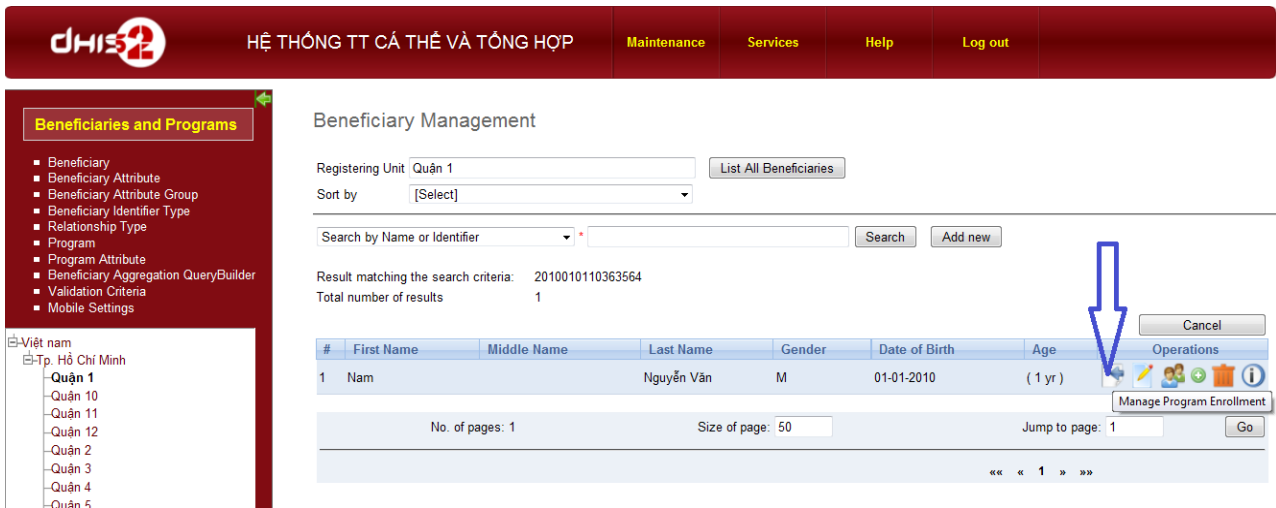 dHIS2
HỆ THỐNG TT CÁ THỂ VÀ TỔNG HỢP Maintenance Services Help Log out
Beneficiaries and Programs
Beneficiary
Beneficiary Attribute
Beneficiary Attribute Group
Beneficiary Identifier Type
Relationship Type
Program
Program Attribute
Beneficiary Aggregation QueryBuilder
Validation Criteria
Mobile Settings
Việt nam
Tp. Hồ Chí Minh
Quận 1
Quận 10
Quận 11
Quận 12
Quận 2
Quận 3
Quận 4
Quận 5
Beneficiary Management
Registering Unit Quận 1 List All Beneficiaries
Sort by [Select]
Search by Name or Identifier * Search Add new
Result matching the search criteria: 2010010110363564
Total number of results 1
Cancel
# First Name Middle Name Last Name Gender Date of Birth Age Operations
1 Nam Nguyễn Văn M 01-01-2010 ( 1 yr )
Manage Program Enrollment
No. of pages: 1 Size of page: 50 Jump to page: 1 Go
«« « 1 » »»